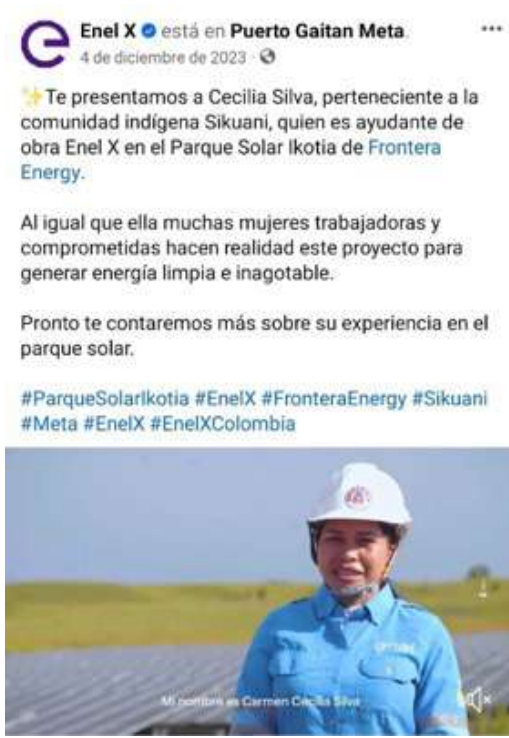 Enel X está en Puerto Gaitan Meta.
4 de diciembre de 2023
✨Te presentamos a Cecilia Silva, perteneciente a la
comunidad indígena Sikuani, quien es ayudante de
obra Enel X en el Parque Solar Ikotia de Frontera
Energy.
Al igual que ella muchas mujeres trabajadoras y
comprometidas hacen realidad este proyecto para
generar energía limpia e inagotable.
Pronto te contaremos más sobre su experiencia en el
parque solar.
#ParqueSolarIkotia #EnelX #FronteraEnergy #Sikuani
#Meta #EnelX #EnelXColombia
Mi nombre es Carmen Cecilia Silva